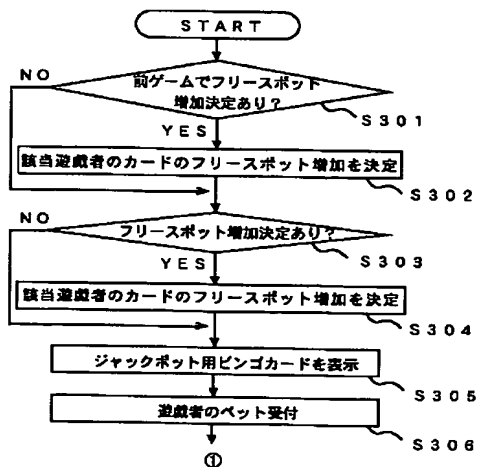 START
NO
前ゲームでフリースポット
増加決定あり？
S301
YES
該当遊戯者のカードのフリースポット増加を決定
S302
NO
フリースポット増加決定あり？
S303
YES
該当遊戯者のカードのフリースポット増加を決定
S304
ジャックポット用ビンゴカードを表示
S305
遊戯者のベット受付
S306
①